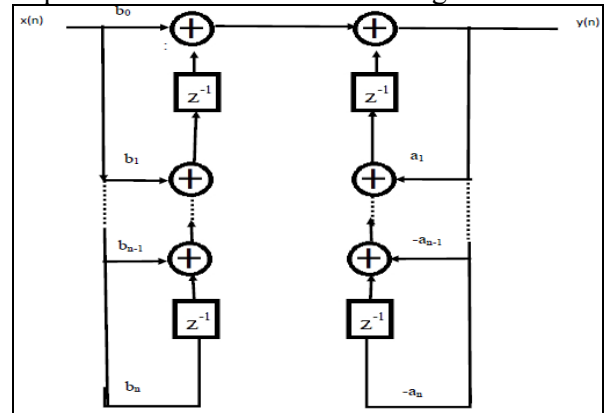 x(n) b₀ y(n)
:
z⁻¹ z⁻¹
b₁ a₁
bₙ₋₁ -aₙ₋₁
z⁻¹ z⁻¹
bₙ -aₙ